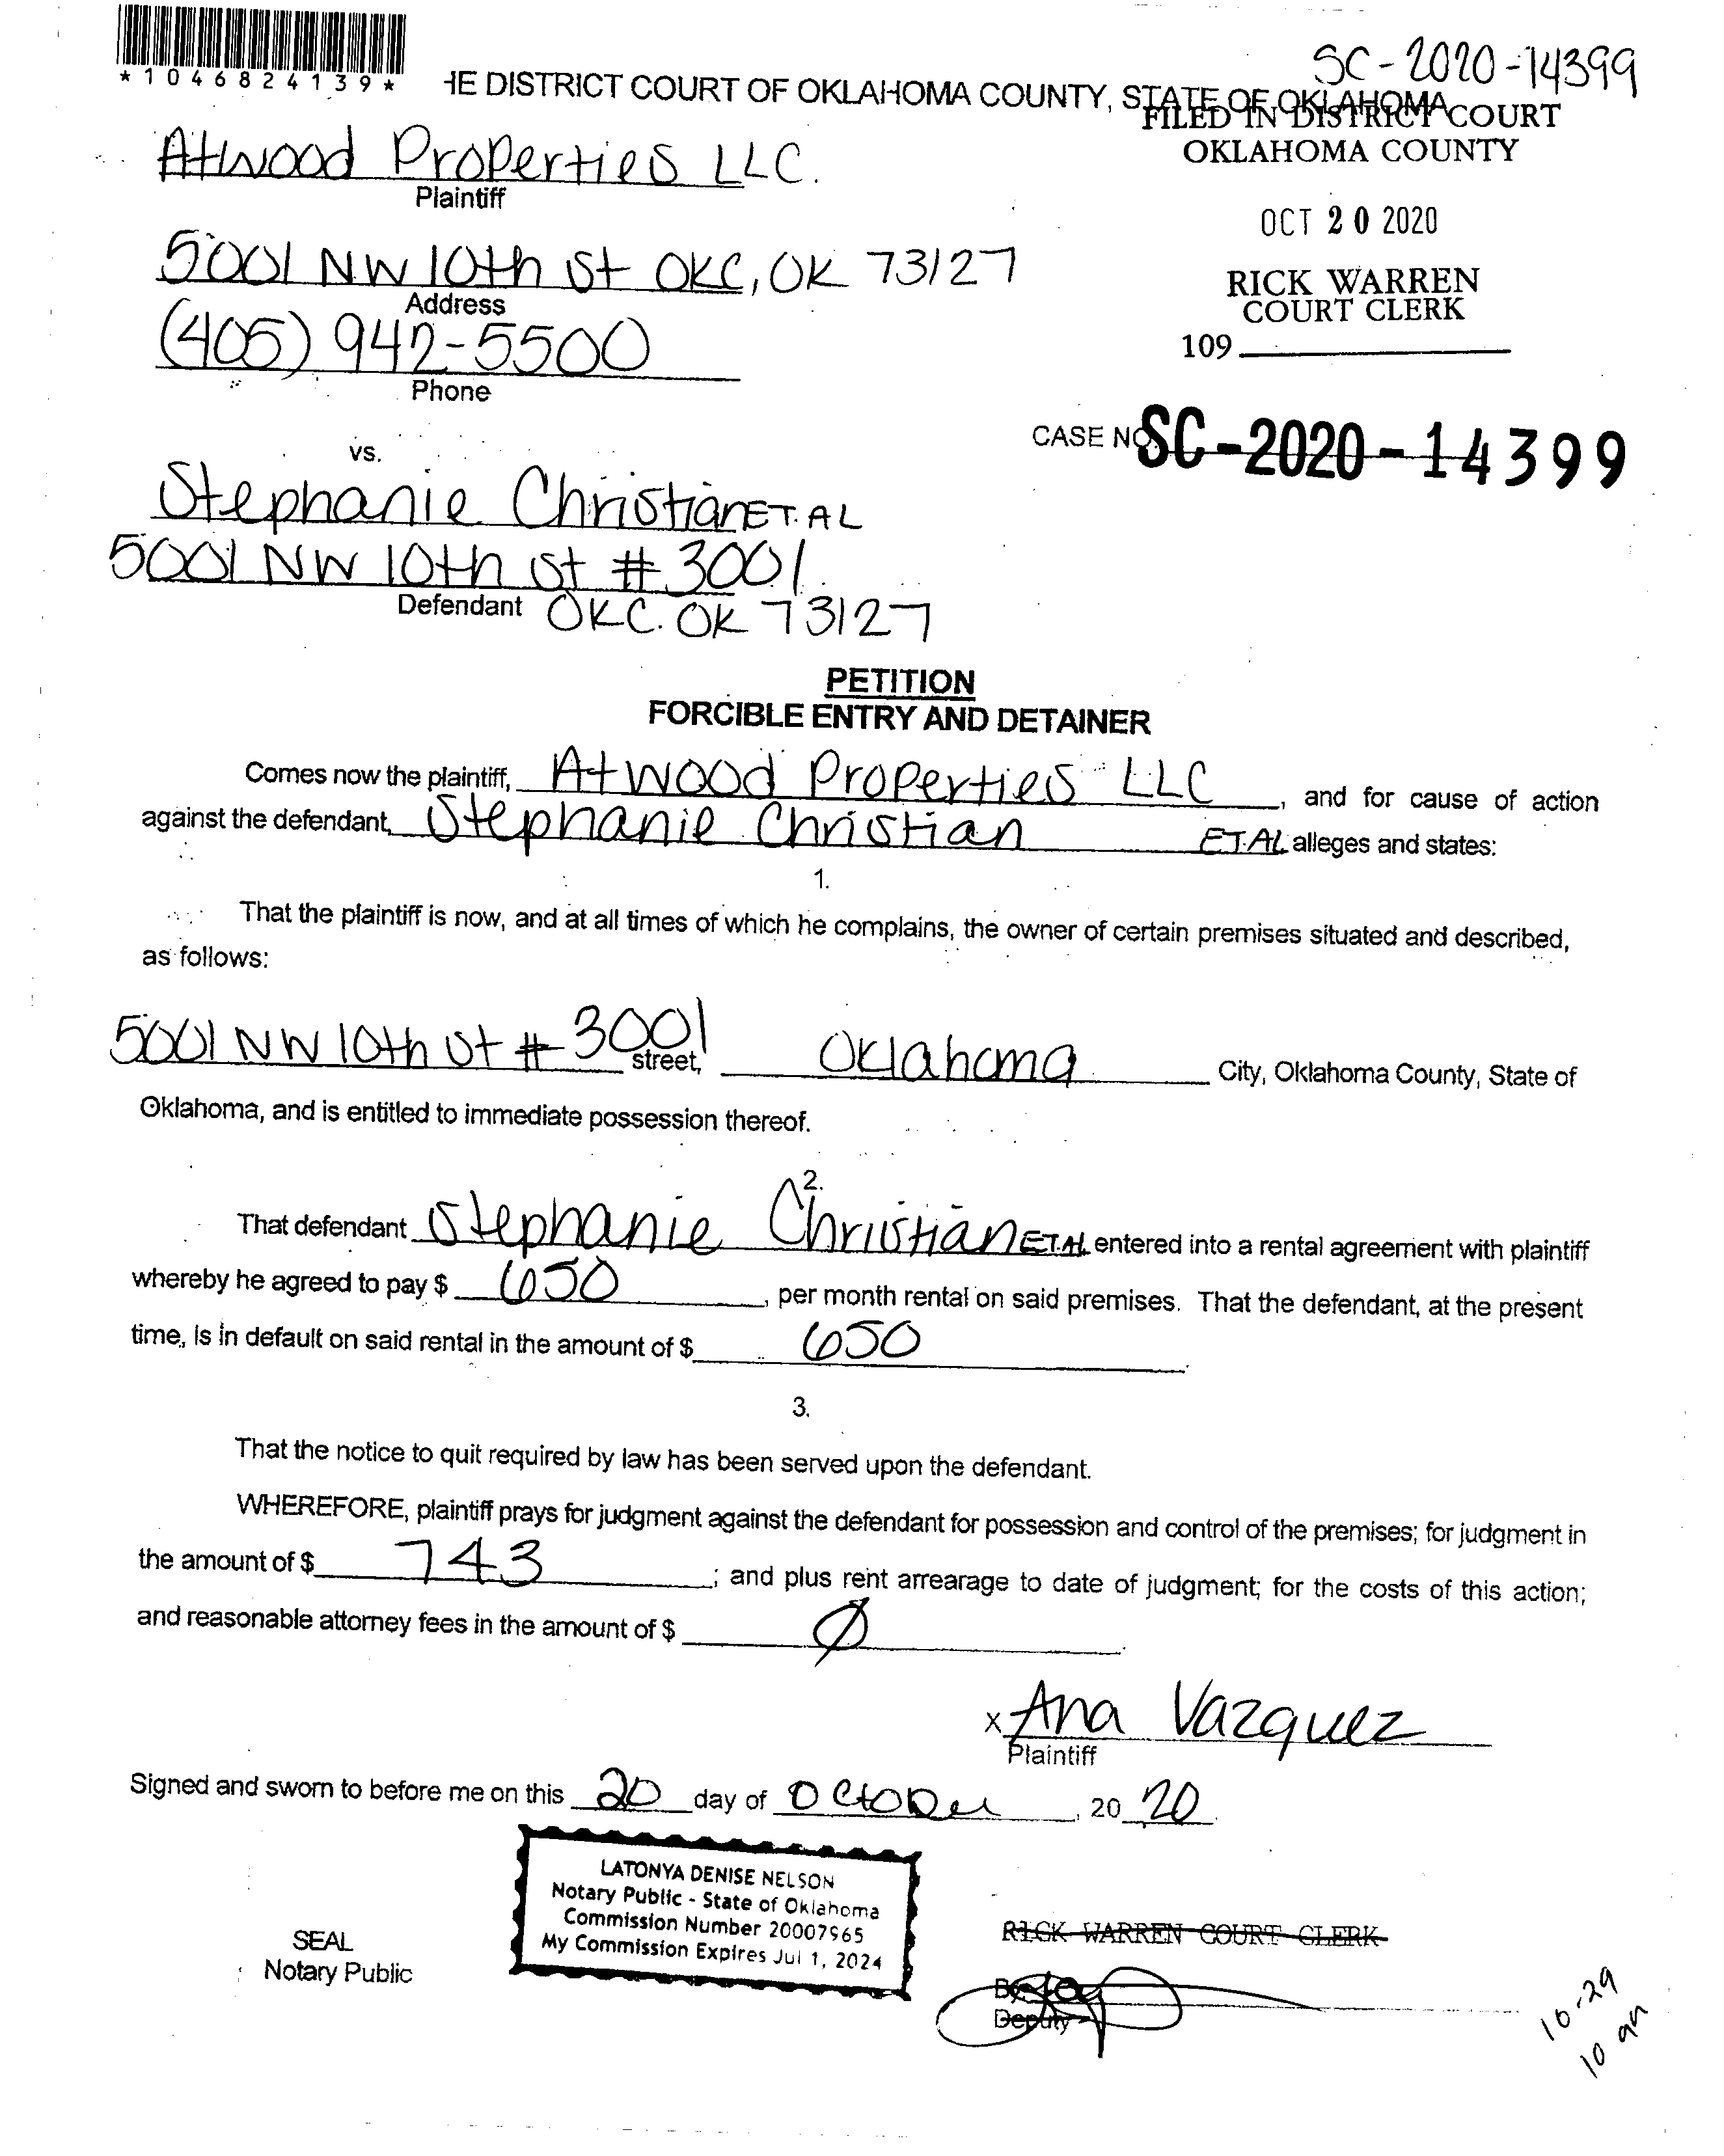 *1046824139*
SC-2020-14399
HE DISTRICT COURT OF OKLAHOMA COUNTY, STATE OF OKLAHOMA
FILED IN DISTRICT COURT
OKLAHOMA COUNTY
Atwood Properties LLC.
Plaintiff
OCT 20 2020
5001 NW 10th St OKC, OK 73127
Address
RICK WARREN
COURT CLERK
(405) 942-5500
Phone
109
vs.
CASE NO. SC-2020-14399
Stephanie Christian ET. AL
5001 NW 10th St # 3001
Defendant OKC. OK 73127
PETITION
FORCIBLE ENTRY AND DETAINER
Comes now the plaintiff, Atwood Properties LLC, and for cause of action
against the defendant, Stephanie Christian ET.AL alleges and states:
1.
That the plaintiff is now, and at all times of which he complains, the owner of certain premises situated and described,
as follows:
5001 NW 10th St # 3001 street, Oklahoma City, Oklahoma County, State of
Oklahoma, and is entitled to immediate possession thereof.
2.
That defendant Stephanie Christian ET.AL entered into a rental agreement with plaintiff
whereby he agreed to pay $ 650, per month rental on said premises. That the defendant, at the present
time, is in default on said rental in the amount of $ 650.
3.
That the notice to quit required by law has been served upon the defendant.
WHEREFORE, plaintiff prays for judgment against the defendant for possession and control of the premises; for judgment in
the amount of $ 743; and plus rent arrearage to date of judgment; for the costs of this action;
and reasonable attorney fees in the amount of $ Ø.
x Ana Vazquez
Plaintiff
Signed and sworn to before me on this 20 day of October, 20 20.
LATONYA DENISE NELSON
Notary Public - State of Oklahoma
Commission Number 20007965
My Commission Expires Jul 1, 2024
SEAL
Notary Public
RICK WARREN COURT CLERK
By
Deputy
10-29
10 am